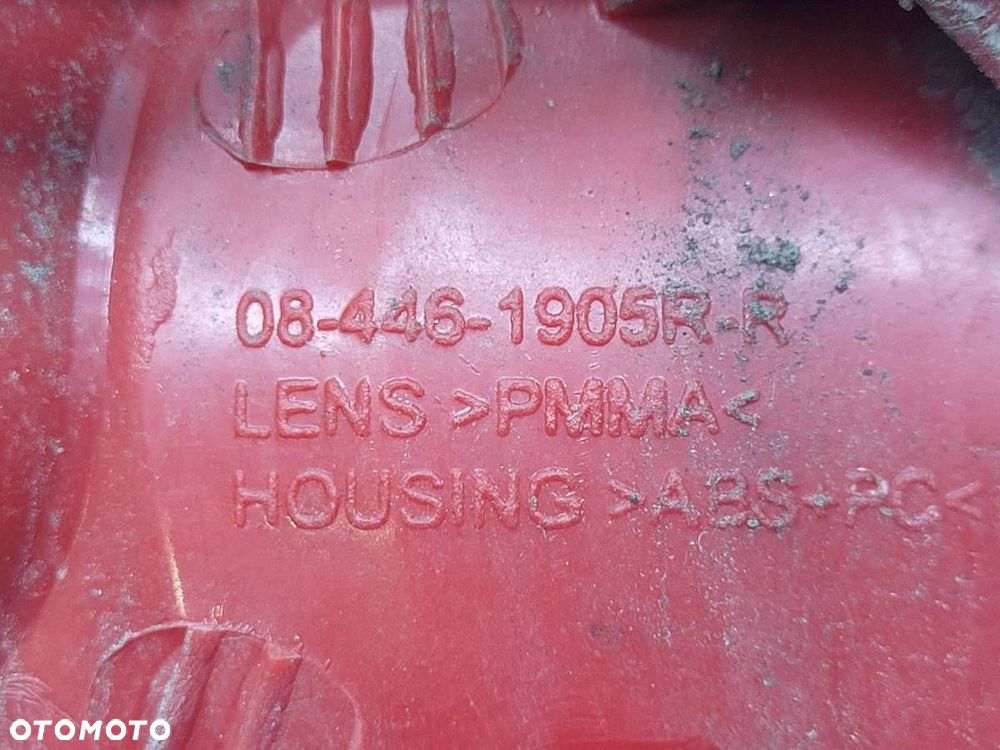 08-446-1905R-R
LENS >PMMA<
HOUSING >ABS+PC<
OTOMOTO